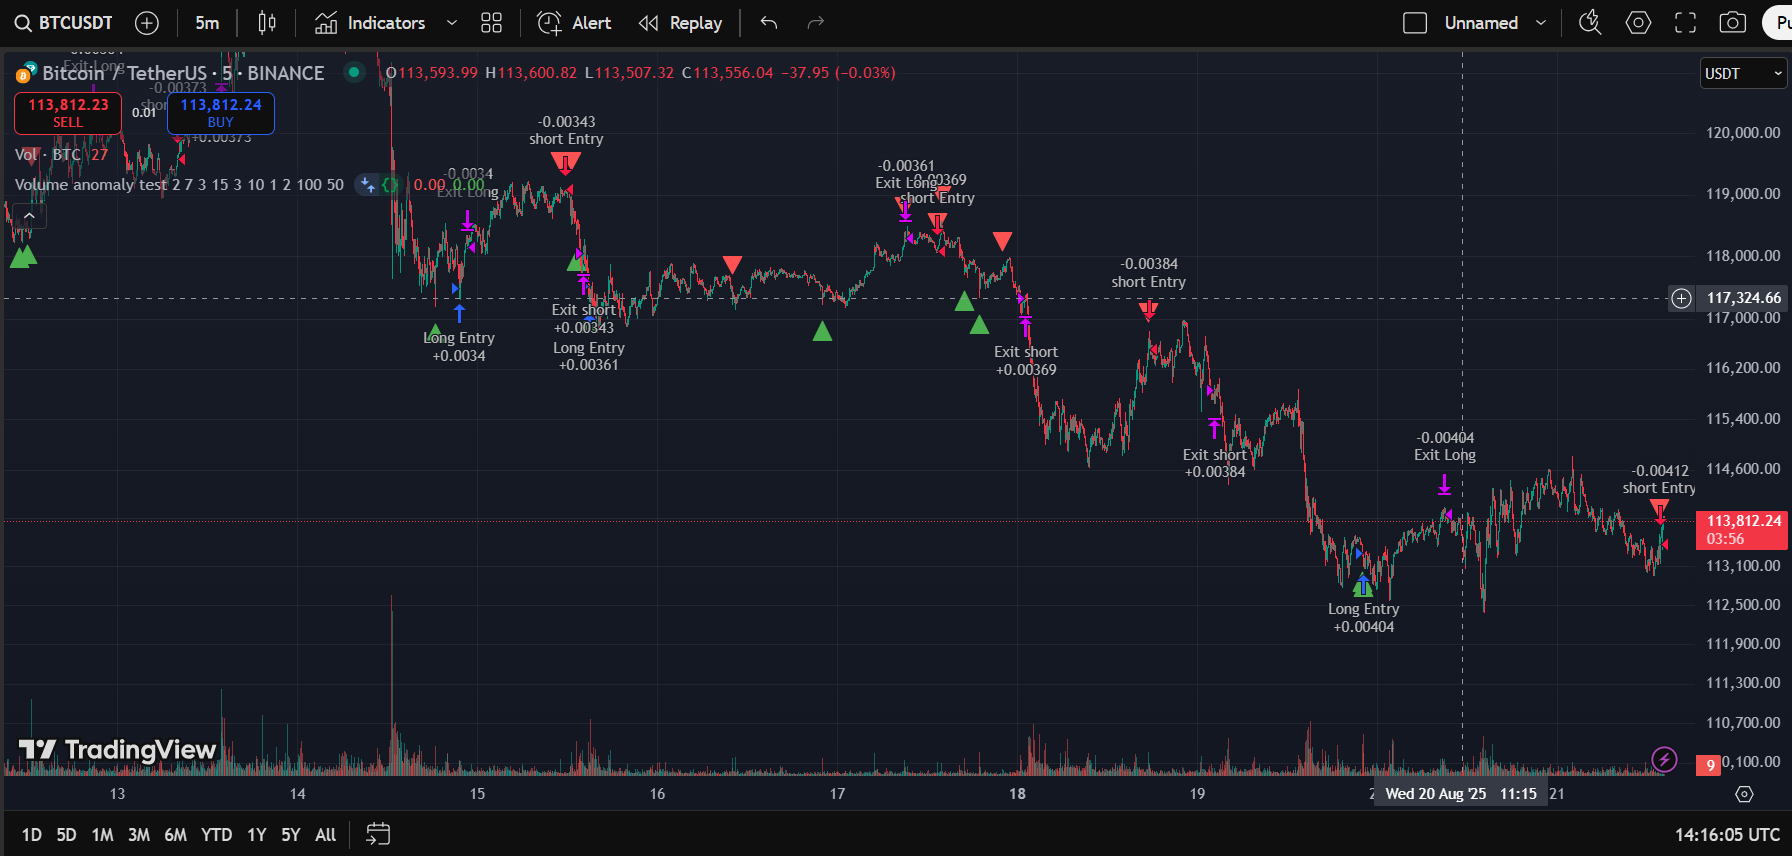 BTCUSDT
5m
Indicators
Alert
Replay
Unnamed
Exit Long
Bitcoin / TetherUS · 5 · BINANCE
O113,593.99 H113,600.82 L113,507.32 C113,556.04 −37.95 (−0.03%)
USDT
-0.00373
113,812.23
SELL
0.01
113,812.24
BUY
+0.00373
Vol · BTC 27
Volume anomaly test 2 7 3 15 3 10 1 2 100 50
0.00 0.00
-0.0034
Exit Long
-0.00343
short Entry
Long Entry
+0.0034
Exit short
+0.00343
Long Entry
+0.00361
-0.00361
Exit Long
-0.00369
short Entry
Exit short
+0.00369
-0.00384
short Entry
Exit short
+0.00384
Long Entry
+0.00404
-0.00404
Exit Long
-0.00412
short Entry
120,000.00
119,000.00
118,000.00
117,324.66
117,000.00
116,200.00
115,400.00
114,600.00
113,812.24
03:56
113,100.00
112,500.00
111,900.00
111,300.00
110,700.00
9
0,100.00
TradingView
13
14
15
16
17
18
19
Wed 20 Aug '25 11:15
21
1D 5D 1M 3M 6M YTD 1Y 5Y All
14:16:05 UTC